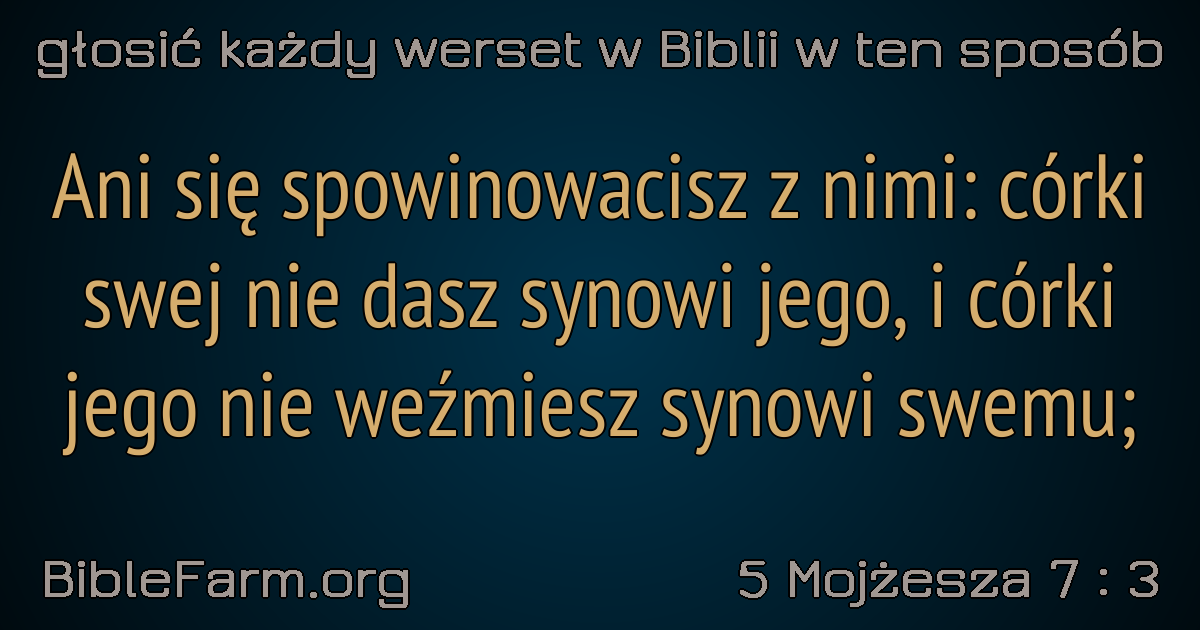 głosić każdy werset w Biblii w ten sposób
Ani się spowinowacisz z nimi: córki
swej nie dasz synowi jego, i córki
jego nie weźmiesz synowi swemu;
BibleFarm.org
5 Mojżesza 7 : 3